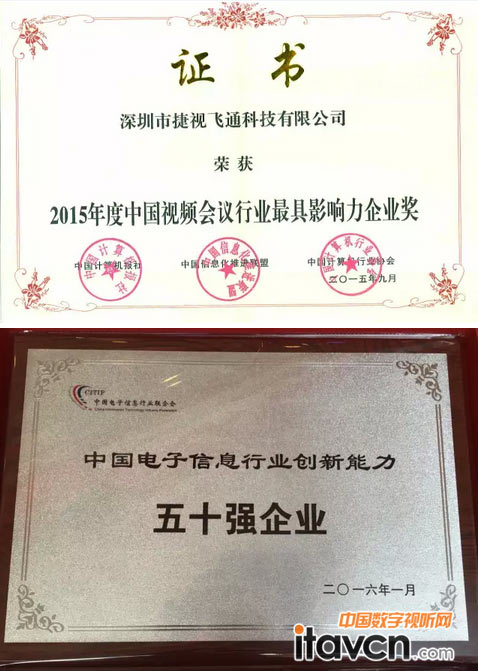 证 书
深圳市捷视飞通科技有限公司
荣 获
2015年度中国视频会议行业最具影响力企业奖
中国计算机报社 中国信息化推进联盟 中国计算机行业协会
二〇一五年九月
CITIF
中国电子信息行业联合会
中国电子信息行业创新能力
五十强企业
二〇一六年一月
中国数字视听网
itavcn.com